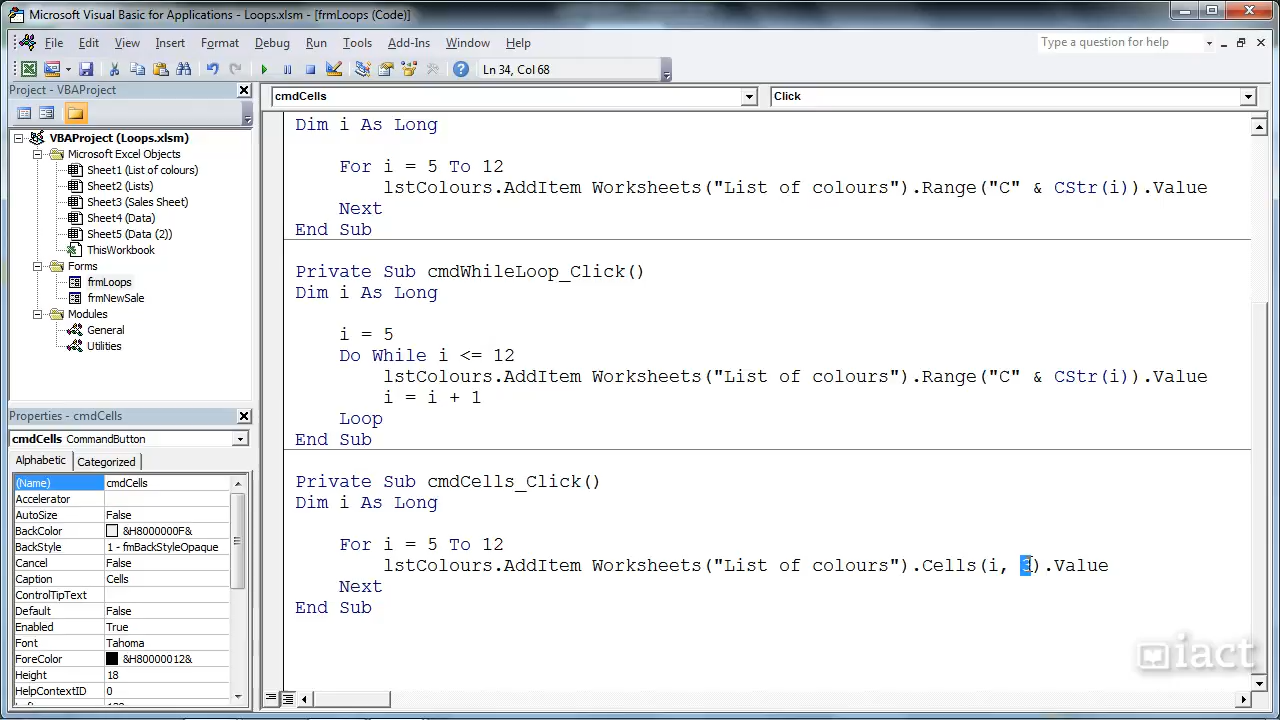 Microsoft Visual Basic for Applications - Loops.xlsm - [frmLoops (Code)]
File Edit View Insert Format Debug Run Tools Add-Ins Window Help
Type a question for help
Ln 34, Col 68
Project - VBAProject
cmdCells
Click
VBAProject (Loops.xlsm)
Microsoft Excel Objects
Sheet1 (List of colours)
Sheet2 (Lists)
Sheet3 (Sales Sheet)
Sheet4 (Data)
Sheet5 (Data (2))
ThisWorkbook
Forms
frmLoops
frmNewSale
Modules
General
Utilities
Properties - cmdCells
cmdCells CommandButton
Alphabetic Categorized
(Name) cmdCells
Accelerator
AutoSize False
BackColor &H8000000F&
BackStyle 1 - fmBackStyleOpaque
Cancel False
Caption Cells
ControlTipText
Default False
Enabled True
Font Tahoma
ForeColor &H80000012&
Height 18
HelpContextID 0
Dim i As Long
For i = 5 To 12
lstColours.AddItem Worksheets("List of colours").Range("C" & CStr(i)).Value
Next
End Sub
Private Sub cmdWhileLoop_Click()
Dim i As Long
i = 5
Do While i <= 12
lstColours.AddItem Worksheets("List of colours").Range("C" & CStr(i)).Value
i = i + 1
Loop
End Sub
Private Sub cmdCells_Click()
Dim i As Long
For i = 5 To 12
lstColours.AddItem Worksheets("List of colours").Cells(i, 3).Value
Next
End Sub
iact